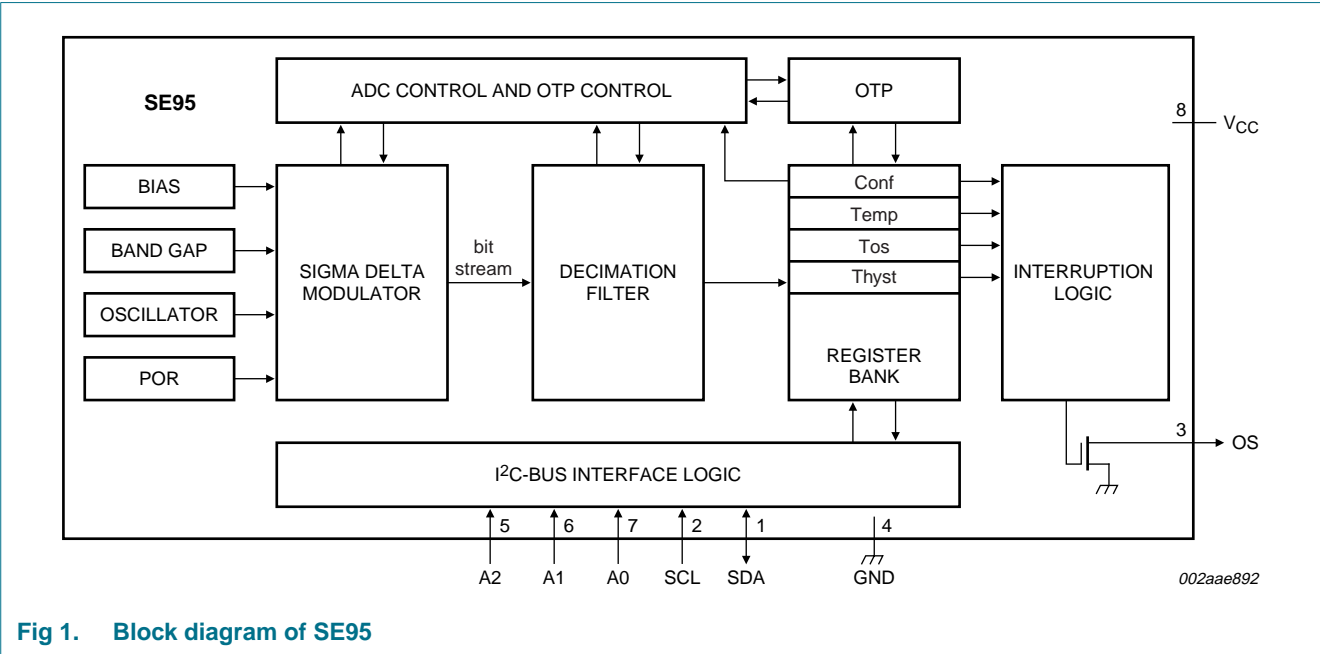 SE95
ADC CONTROL AND OTP CONTROL
OTP
8
VCC
BIAS
BAND GAP
OSCILLATOR
POR
SIGMA DELTA
MODULATOR
bit
stream
DECIMATION
FILTER
Conf
Temp
Tos
Thyst
REGISTER
BANK
INTERRUPTION
LOGIC
3
OS
I²C-BUS INTERFACE LOGIC
5
6
7
2
1
4
A2
A1
A0
SCL
SDA
GND
002aae892
Fig 1. Block diagram of SE95